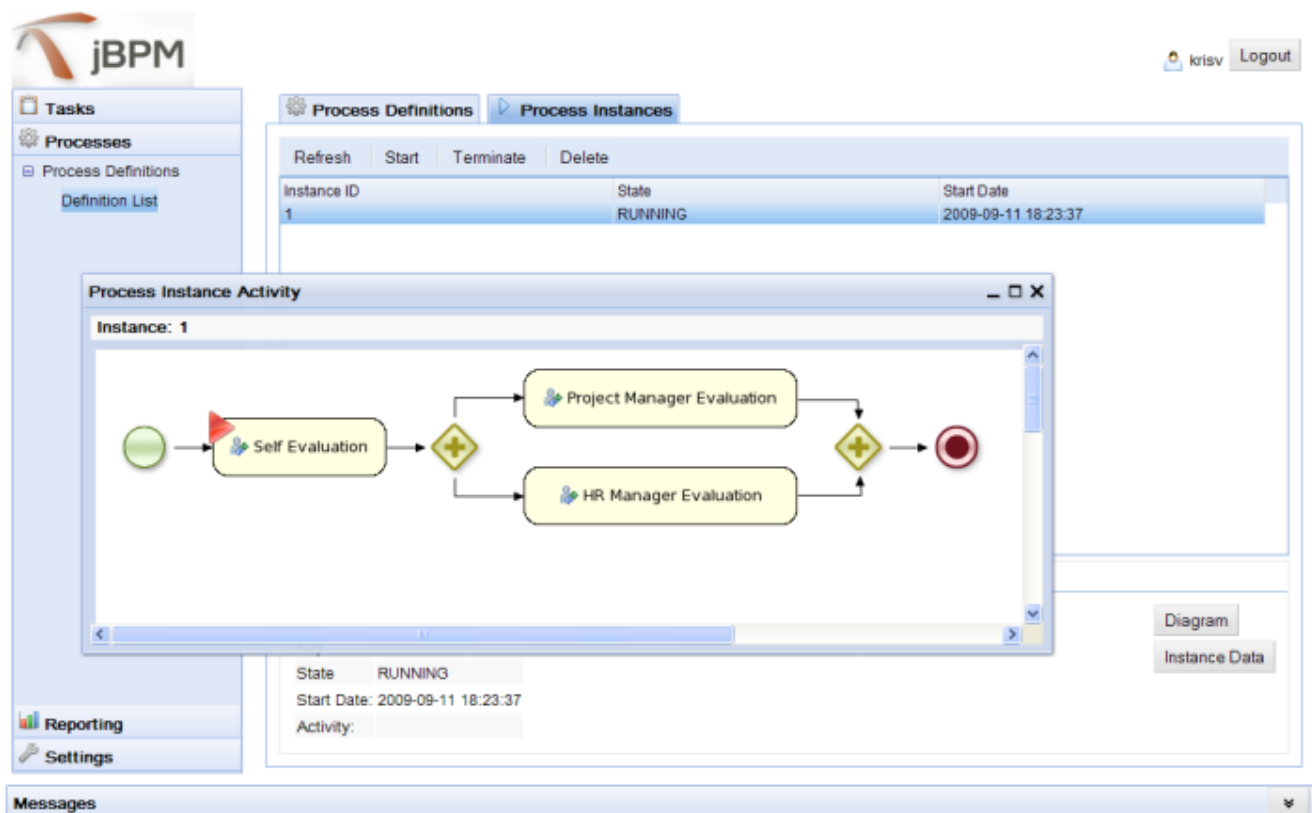 jBPM
krisv Logout
Tasks
Process Definitions Process Instances
Processes
Refresh Start Terminate Delete
Process Definitions
Definition List
Instance ID State Start Date
1 RUNNING 2009-09-11 18:23:37
Process Instance Activity
Instance: 1
Project Manager Evaluation
Self Evaluation
HR Manager Evaluation
Diagram
Instance Data
State RUNNING
Start Date: 2009-09-11 18:23:37
Activity:
Reporting
Settings
Messages